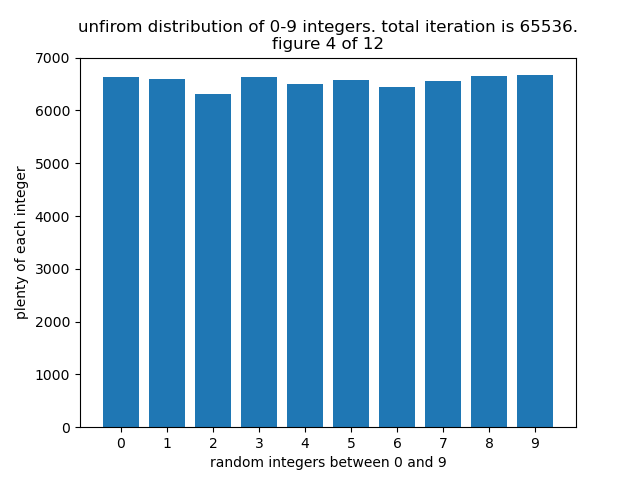 unfirom distribution of 0-9 integers. total iteration is 65536.
figure 4 of 12
7000
6000
5000
4000
3000
2000
1000
0
plenty of each integer
0 1 2 3 4 5 6 7 8 9
random integers between 0 and 9